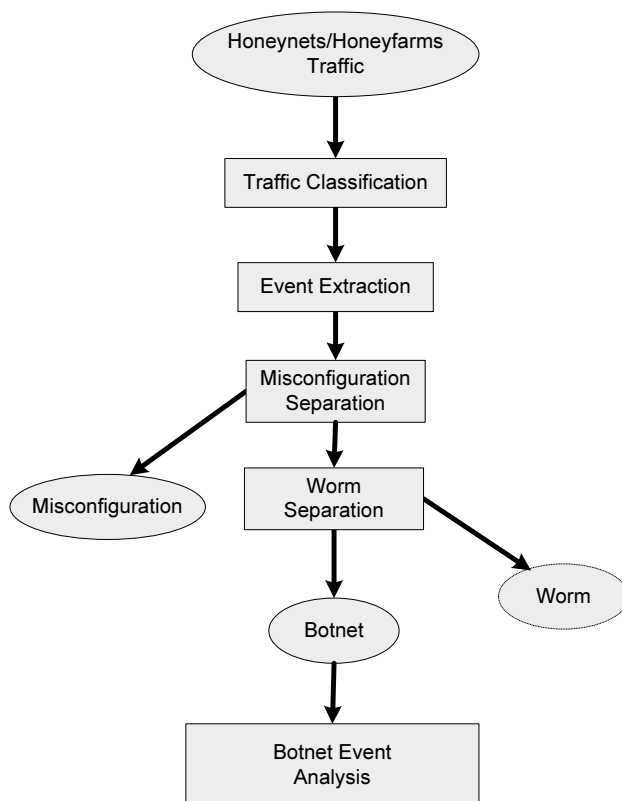 Honeynets/Honeyfarms
Traffic
Traffic Classification
Event Extraction
Misconfiguration
Separation
Misconfiguration
Worm
Separation
Worm
Botnet
Botnet Event
Analysis